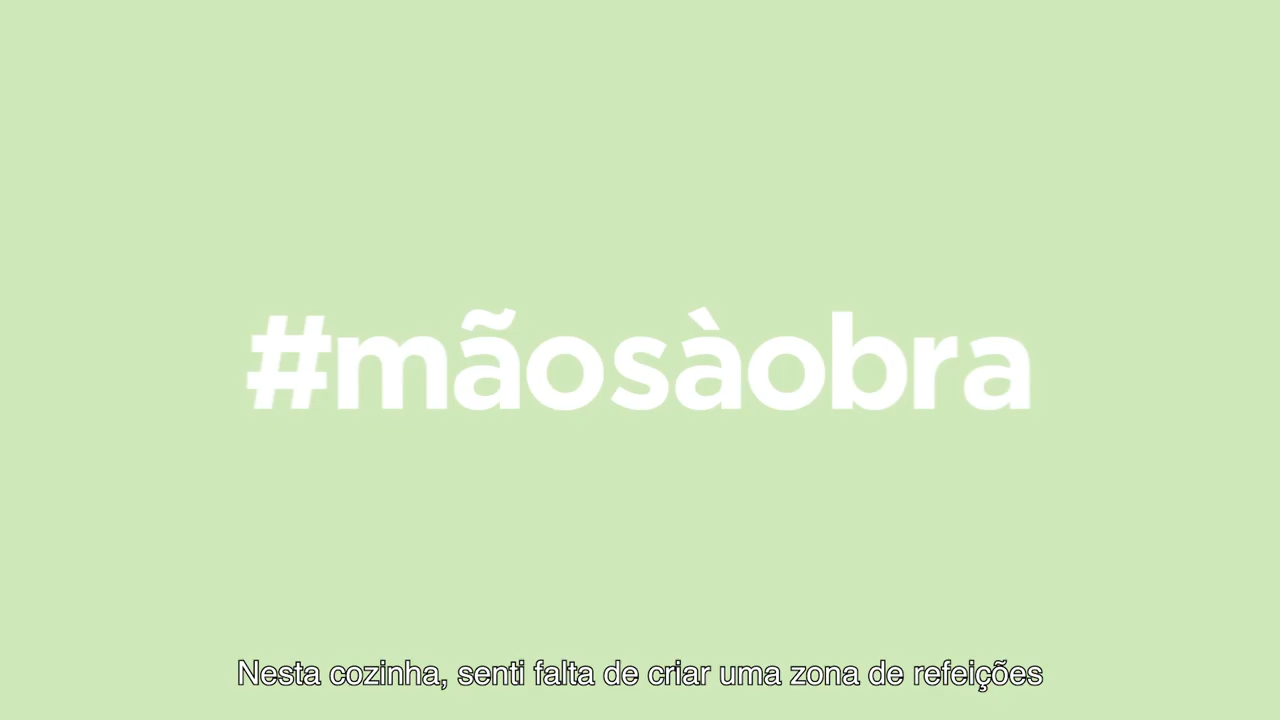 #mãosàobra
Nesta cozinha, senti falta de criar uma zona de refeições